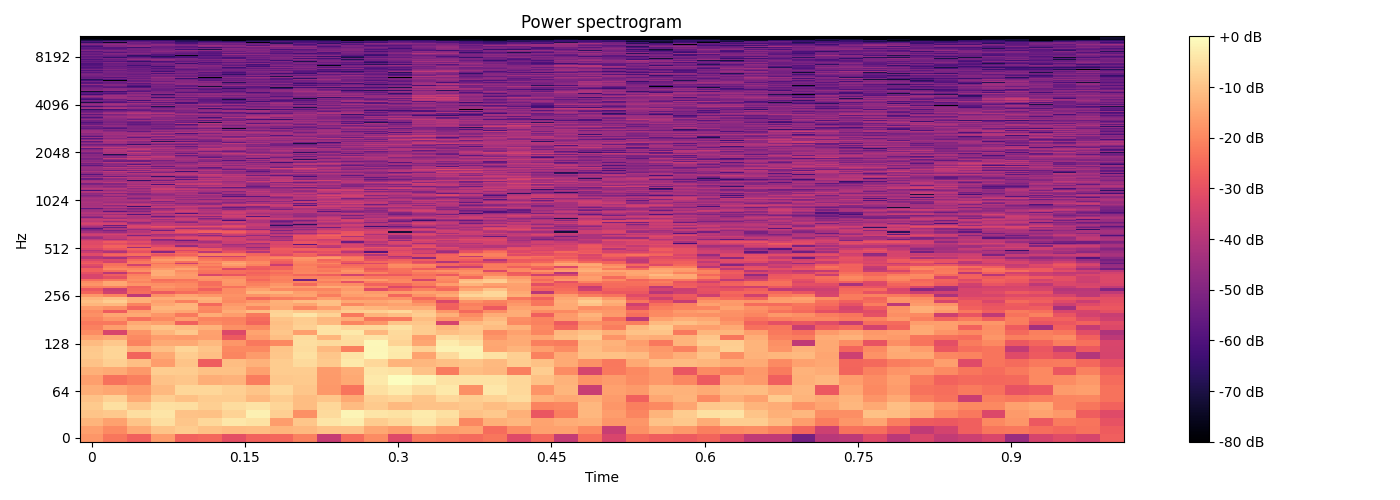 Power spectrogram
Hz
8192
4096
2048
1024
512
256
128
64
0
0 0.15 0.3 0.45 0.6 0.75 0.9
Time
+0 dB
-10 dB
-20 dB
-30 dB
-40 dB
-50 dB
-60 dB
-70 dB
-80 dB